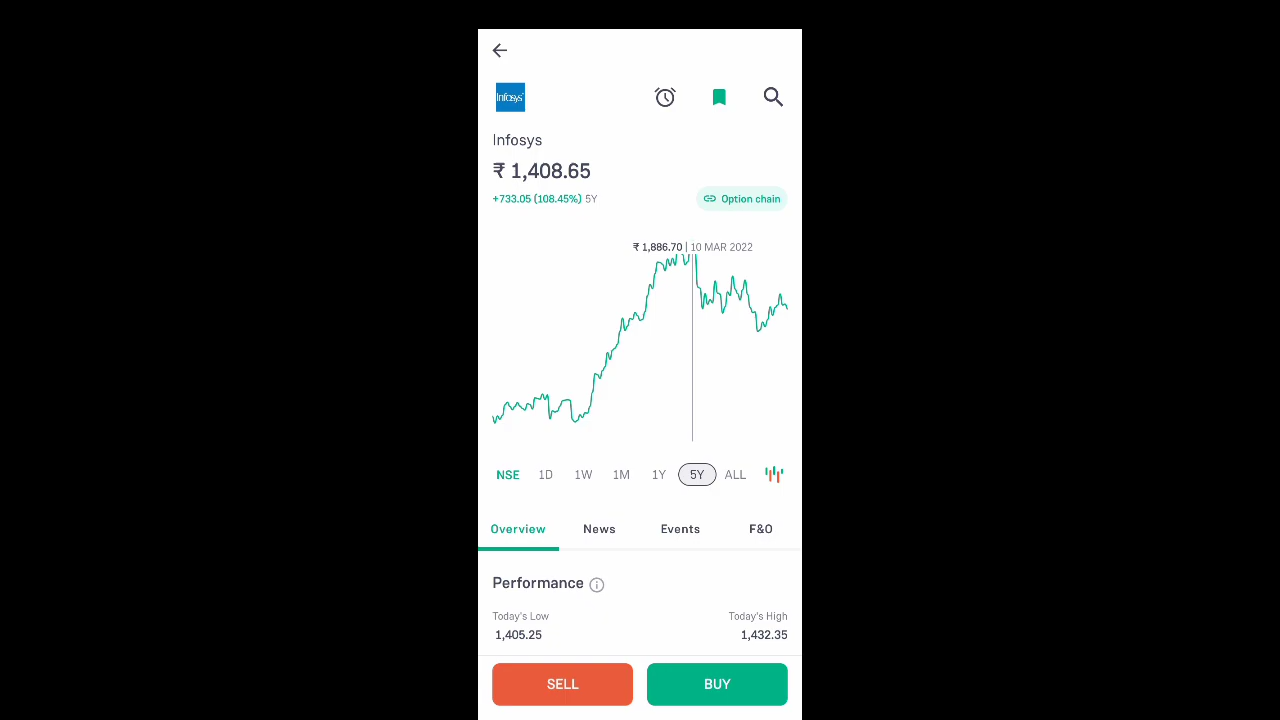 Infosys
Infosys
₹ 1,408.65
+733.05 (108.45%) 5Y
Option chain
₹ 1,886.70 | 10 MAR 2022
NSE 1D 1W 1M 1Y 5Y ALL
Overview News Events F&O
Performance
Today's Low Today's High
1,405.25 1,432.35
SELL BUY